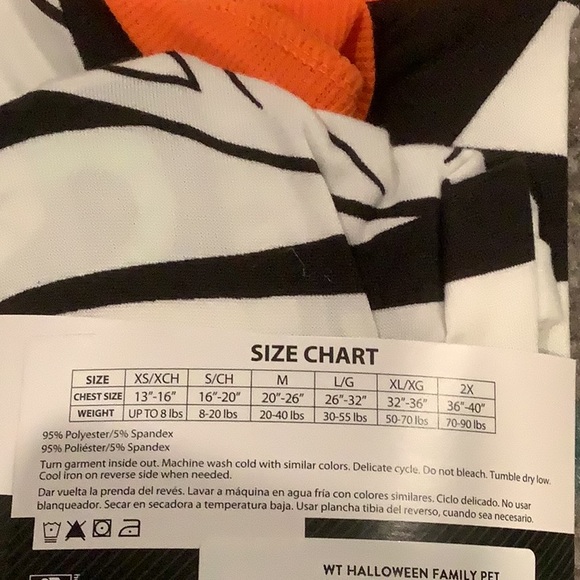 SIZE CHART
SIZE XS/XCH S/CH M L/G XL/XG 2X
CHEST SIZE 13"-16" 16"-20" 20"-26" 26"-32" 32"-36" 36"-40"
WEIGHT UP TO 8 lbs 8-20 lbs 20-40 lbs 30-55 lbs 50-70 lbs 70-90 lbs
95% Polyester/5% Spandex
95% Poliéster/5% Spandex
Turn garment inside out. Machine wash cold with similar colors. Delicate cycle. Do not bleach. Tumble dry low.
Cool iron on reverse side when needed.
Dar vuelta la prenda del revés. Lavar a máquina en agua fría con colores similares. Ciclo delicado. No usar
blanqueador. Secar en secadora a temperatura baja. Usar plancha tibia del reverso, cuando sea necesario.
WT HALLOWEEN FAMILY PET